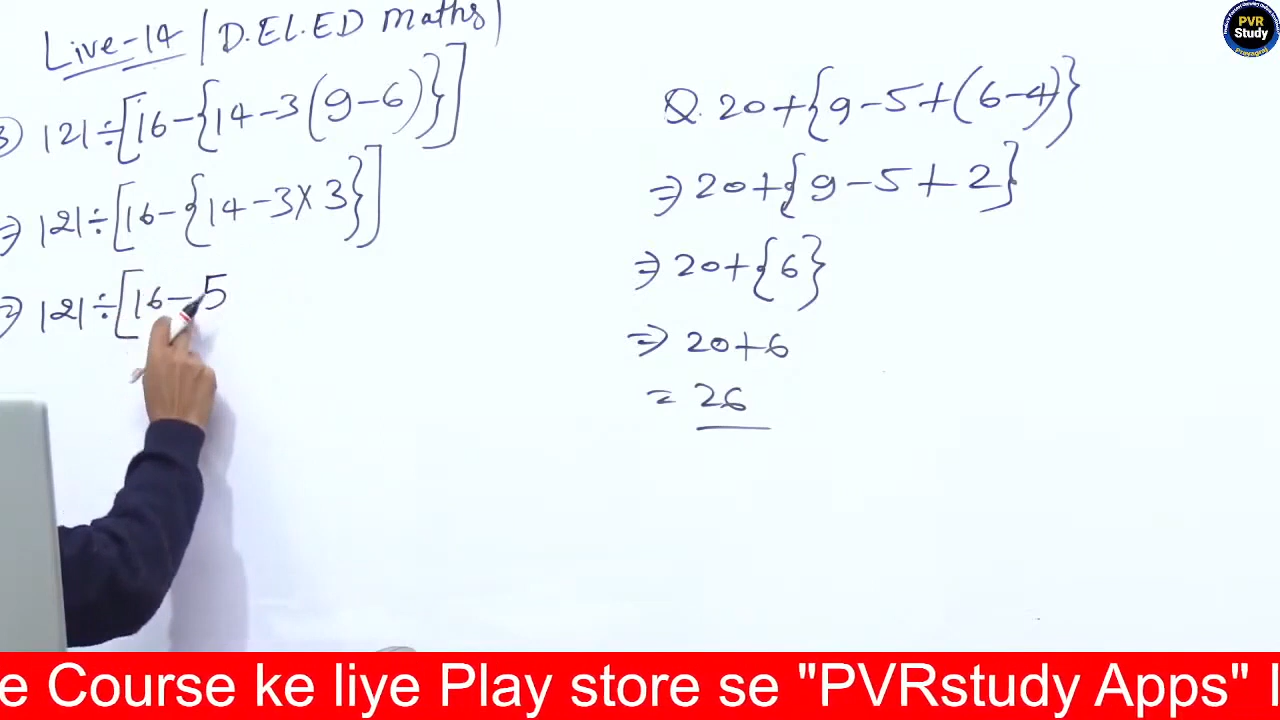 Live-14 | D.EL.ED Maths)
3) 121÷[16-{14-3(9-6)}]
⇒ 121÷[16-{14-3×3}]
⇒ 121÷[16-5
Q. 20+{9-5+(6-4)}
⇒ 20+{9-5+2}
⇒ 20+{6}
⇒ 20+6
= 26
PVR
Study
Prayagraj
e Course ke liye Play store se "PVRstudy Apps" I